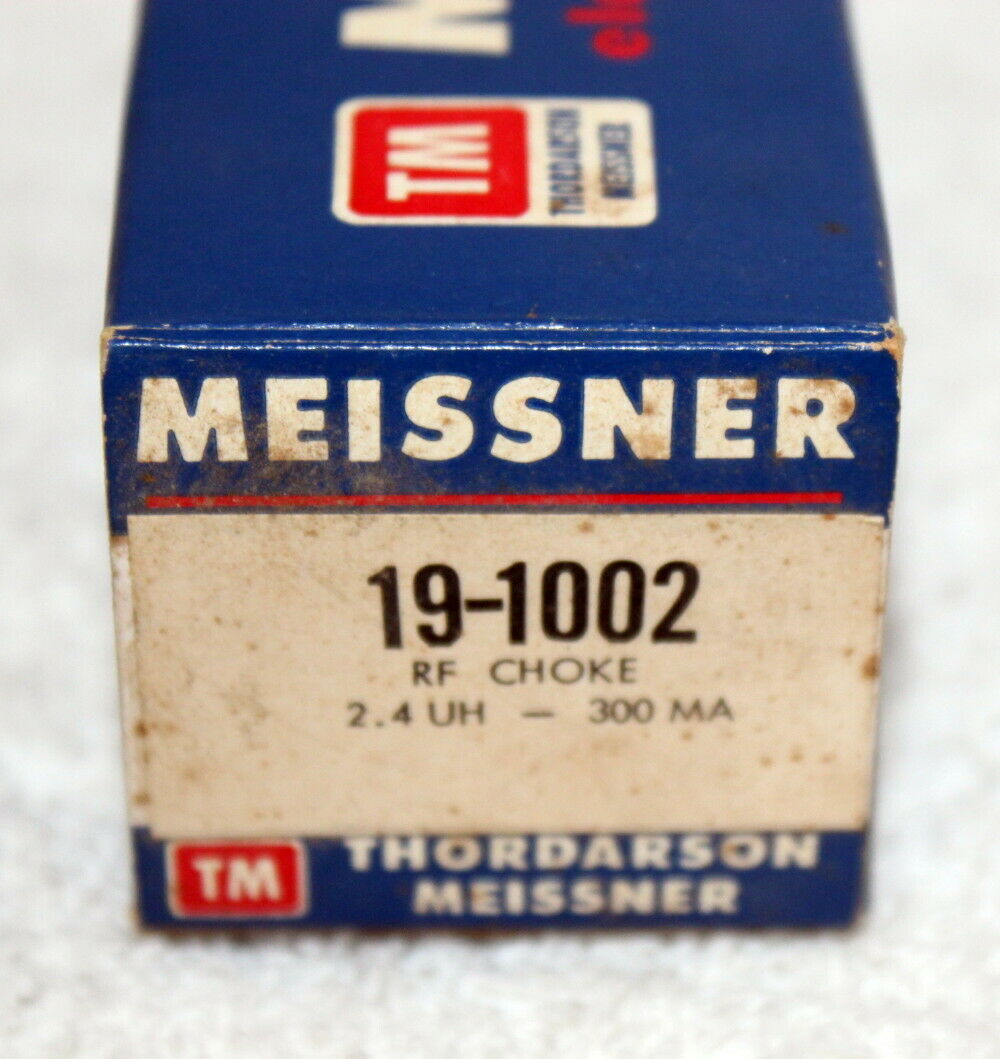 TM
THORDARSON
MEISSNER
MEISSNER
19-1002
RF CHOKE
2.4 UH — 300 MA
TM
THORDARSON
MEISSNER